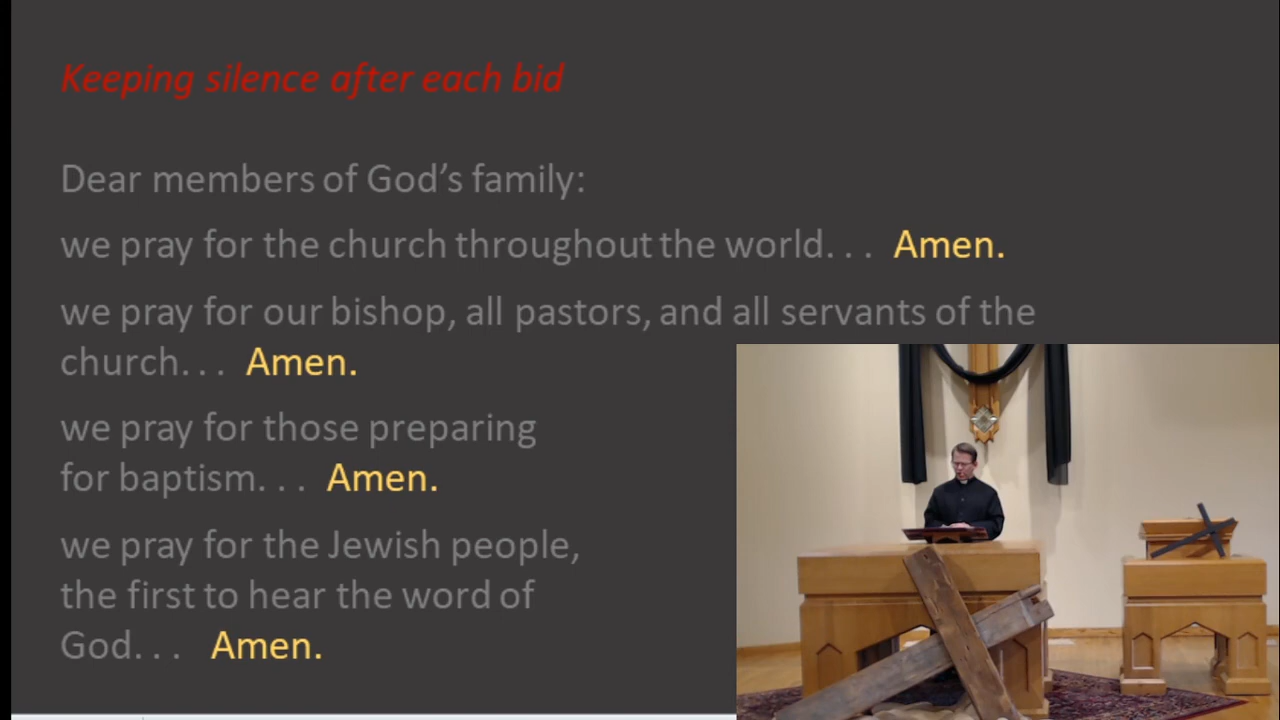 Keeping silence after each bid
Dear members of God’s family:
we pray for the church throughout the world. . . Amen.
we pray for our bishop, all pastors, and all servants of the
church. . . Amen.
we pray for those preparing
for baptism. . . Amen.
we pray for the Jewish people,
the first to hear the word of
God. . . Amen.